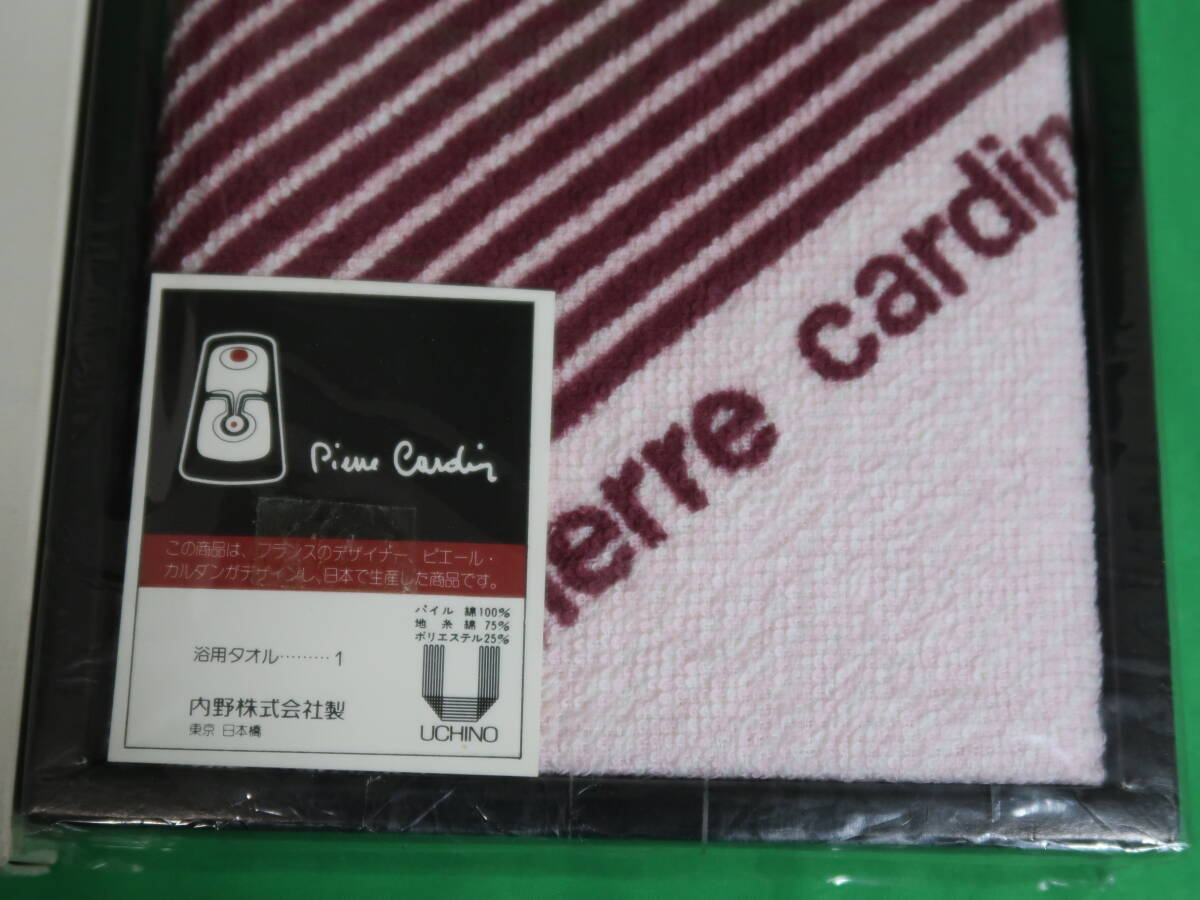 ierre cardin
Pierre Cardin
この商品は、フランスのデザイナー、ピエール・
カルダンがデザインし、日本で生産した商品です。
パイル 綿100%
地糸 綿 75%
ポリエステル25%
浴用タオル………1
内野株式会社製
東京 日本橋
UCHINO